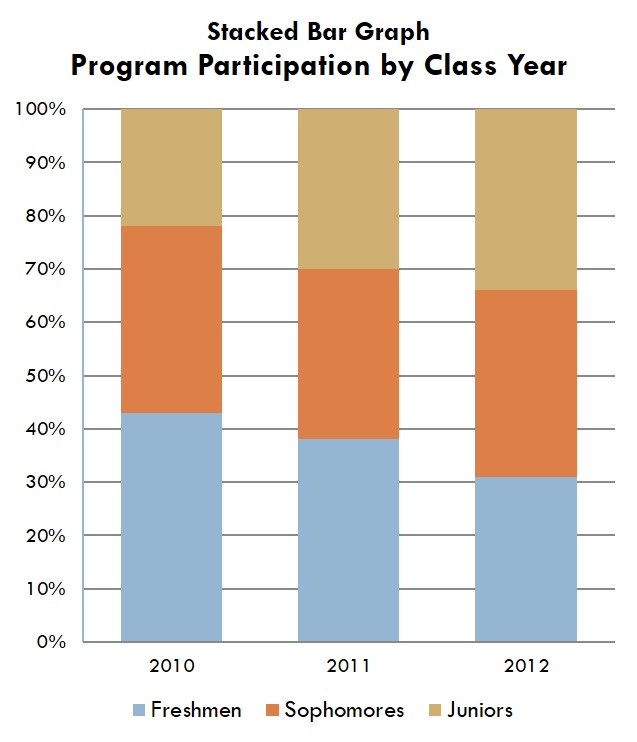 Stacked Bar Graph
Program Participation by Class Year
100%
90%
80%
70%
60%
50%
40%
30%
20%
10%
0%
2010 2011 2012
Freshmen Sophomores Juniors